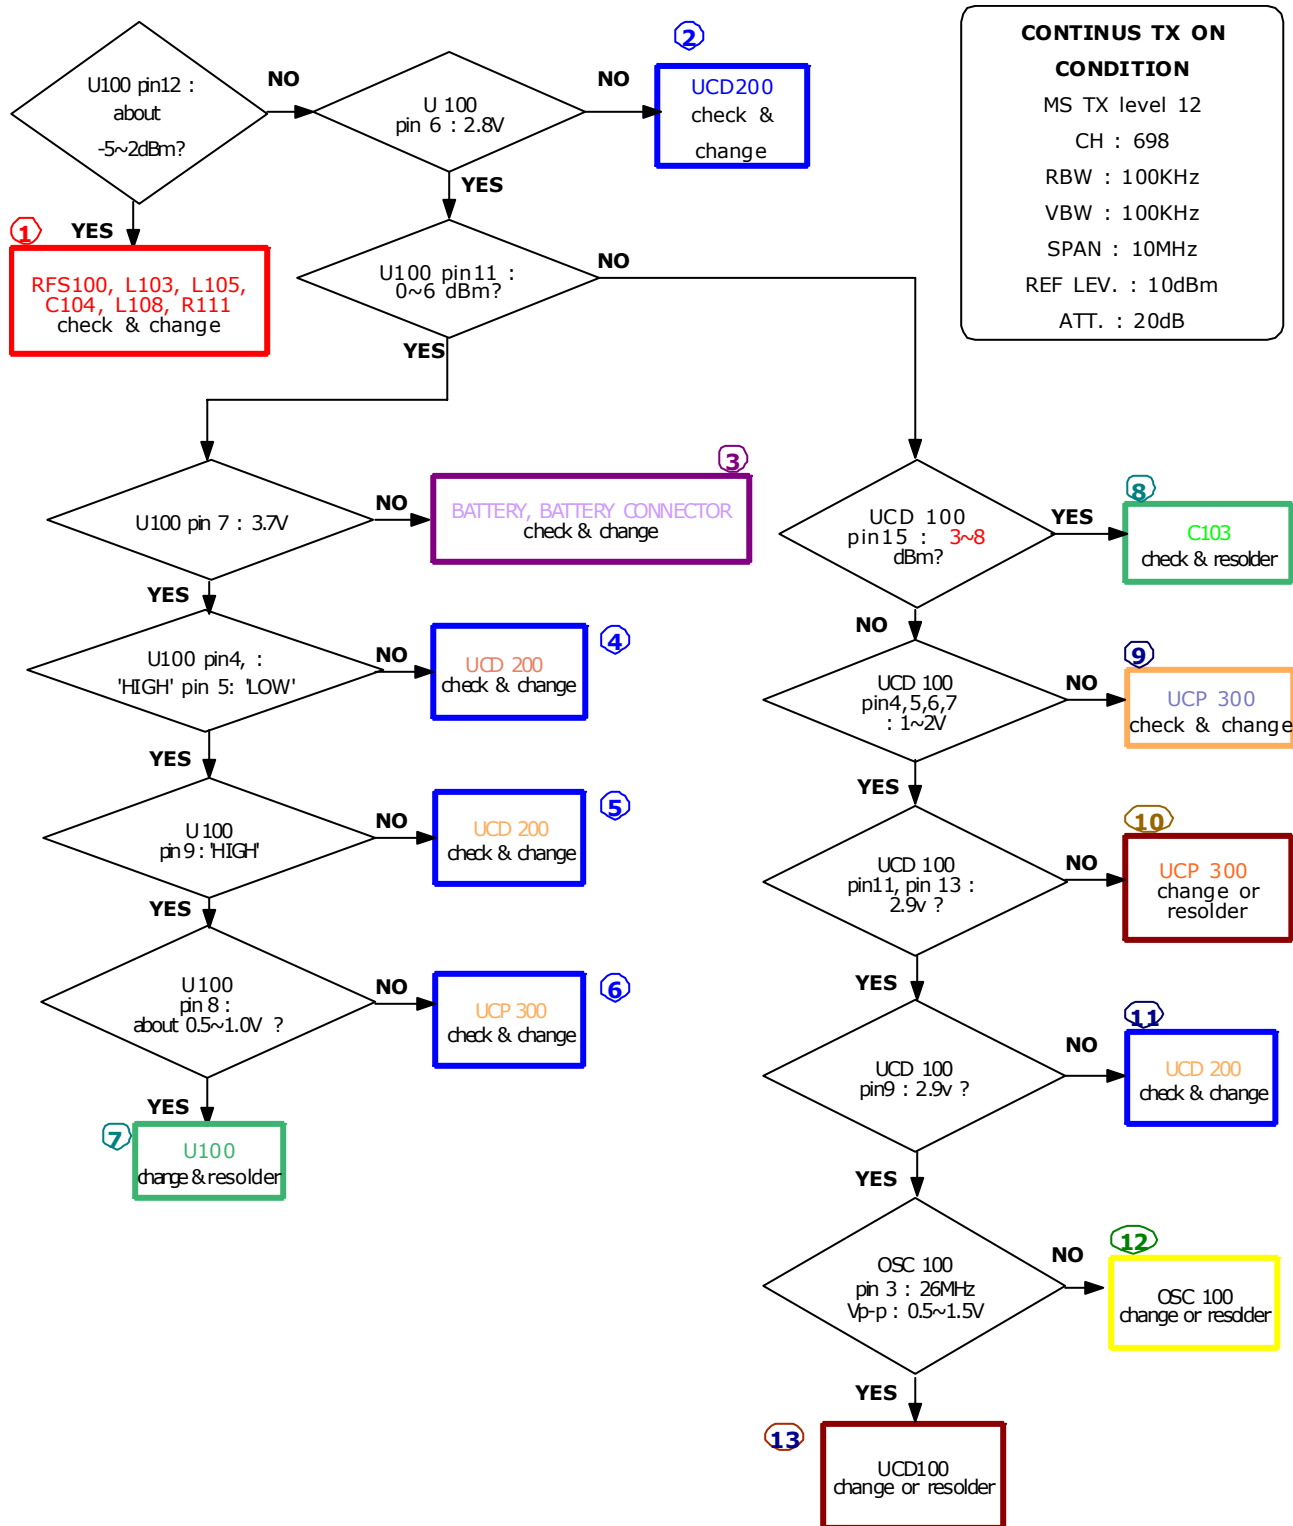 CONTINUS TX ON
CONDITION
MS TX level 12
CH : 698
RBW : 100KHz
VBW : 100KHz
SPAN : 10MHz
REF LEV. : 10dBm
ATT. : 20dB
U100 pin12 :
about
-5~2dBm?
NO
YES
1
RFS100, L103, L105,
C104, L108, R111
check & change
U 100
pin 6 : 2.8V
NO
YES
2
UCD200
check &
change
U100 pin11 :
0~6 dBm?
NO
YES
U100 pin 7 : 3.7V
NO
YES
3
BATTERY, BATTERY CONNECTOR
check & change
U100 pin4, :
'HIGH' pin 5: 'LOW'
NO
YES
4
UCD 200
check & change
U100
pin 9 : 'HIGH'
NO
YES
5
UCD 200
check & change
U100
pin 8 :
about 0.5~1.0V ?
NO
YES
6
UCP 300
check & change
7
U100
change & resolder
UCD 100
pin15 : 3~8
dBm?
YES
NO
8
C103
check & resolder
UCD 100
pin4,5,6,7
: 1~2V
NO
YES
9
UCP 300
check & change
UCD 100
pin11, pin 13 :
2.9v ?
NO
YES
10
UCP 300
change or
resolder
UCD 100
pin9 : 2.9v ?
NO
YES
11
UCD 200
check & change
OSC 100
pin 3 : 26MHz
Vp-p : 0.5~1.5V
NO
YES
12
OSC 100
change or resolder
13
UCD100
change or resolder